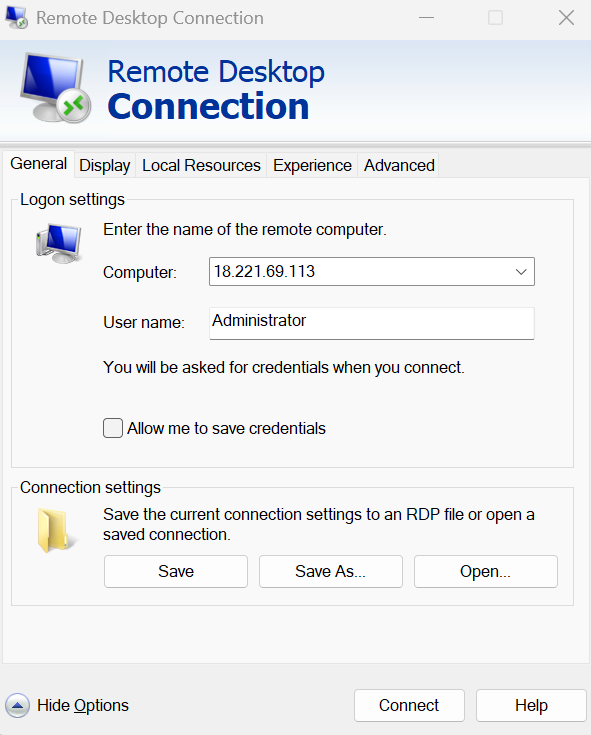 Remote Desktop Connection
Remote Desktop
Connection
General Display Local Resources Experience Advanced
Logon settings
Enter the name of the remote computer.
Computer: 18.221.69.113
User name: Administrator
You will be asked for credentials when you connect.
Allow me to save credentials
Connection settings
Save the current connection settings to an RDP file or open a
saved connection.
Save Save As... Open...
Hide Options Connect Help